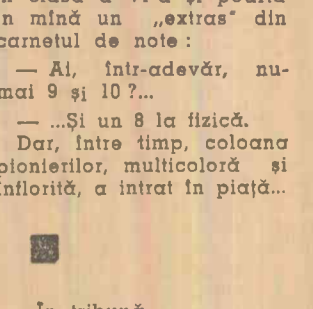 în mînă un „extras" din
carnetul de note :
— Ai, într-adevăr, nu-
mai 9 și 10 ?...
— ...Și un 8 la fizică.
Dar, între timp, coloana
pionierilor, multicoloră și
înflorită, a intrat în piață...
În tribună